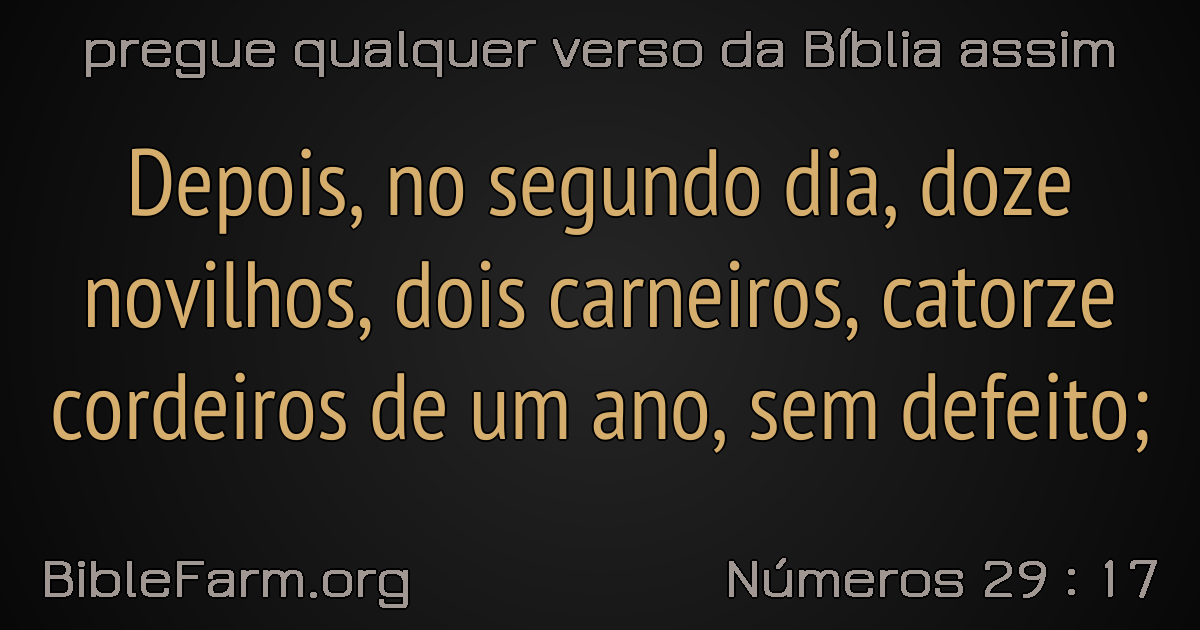 pregue qualquer verso da Bíblia assim
Depois, no segundo dia, doze
novilhos, dois carneiros, catorze
cordeiros de um ano, sem defeito;
BibleFarm.org
Números 29 : 17